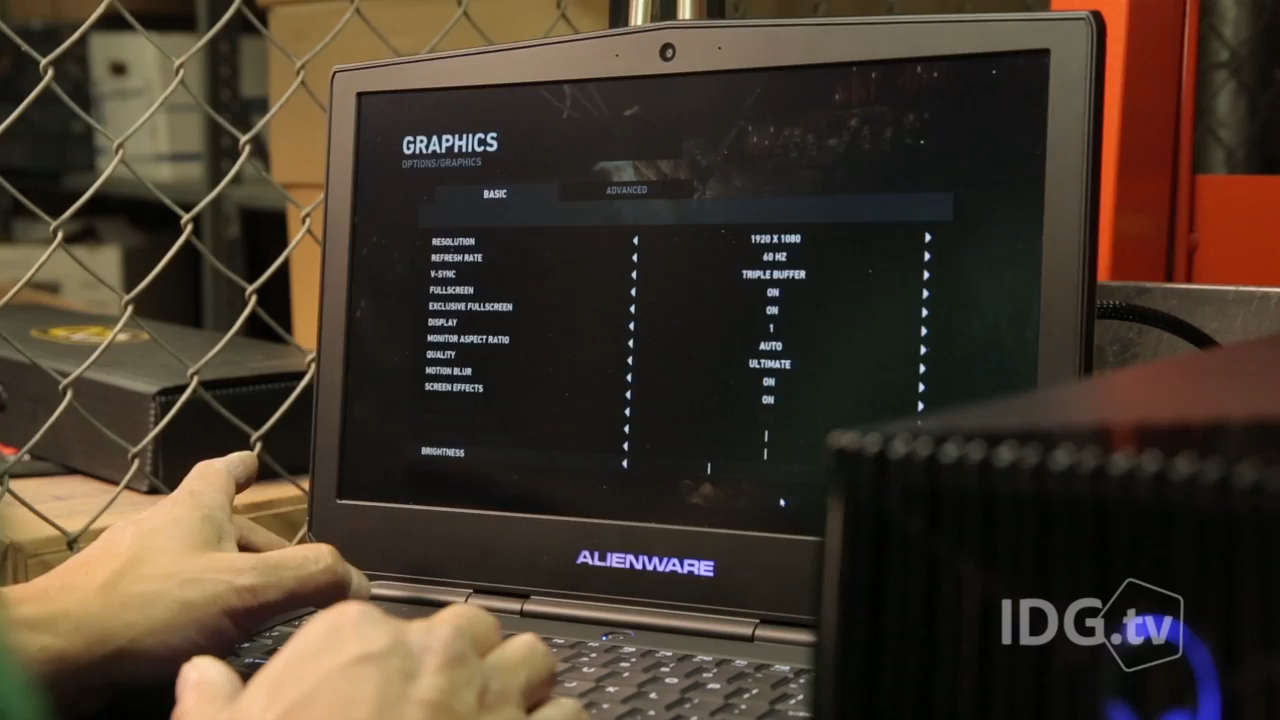 GRAPHICS
OPTIONS/GRAPHICS
BASIC ADVANCED
RESOLUTION 1920 X 1080
REFRESH RATE 60 HZ
V-SYNC TRIPLE BUFFER
FULLSCREEN ON
EXCLUSIVE FULLSCREEN ON
DISPLAY 1
MONITOR ASPECT RATIO AUTO
QUALITY ULTIMATE
MOTION BLUR ON
SCREEN EFFECTS ON
BRIGHTNESS
ALIENWARE
IDG.tv